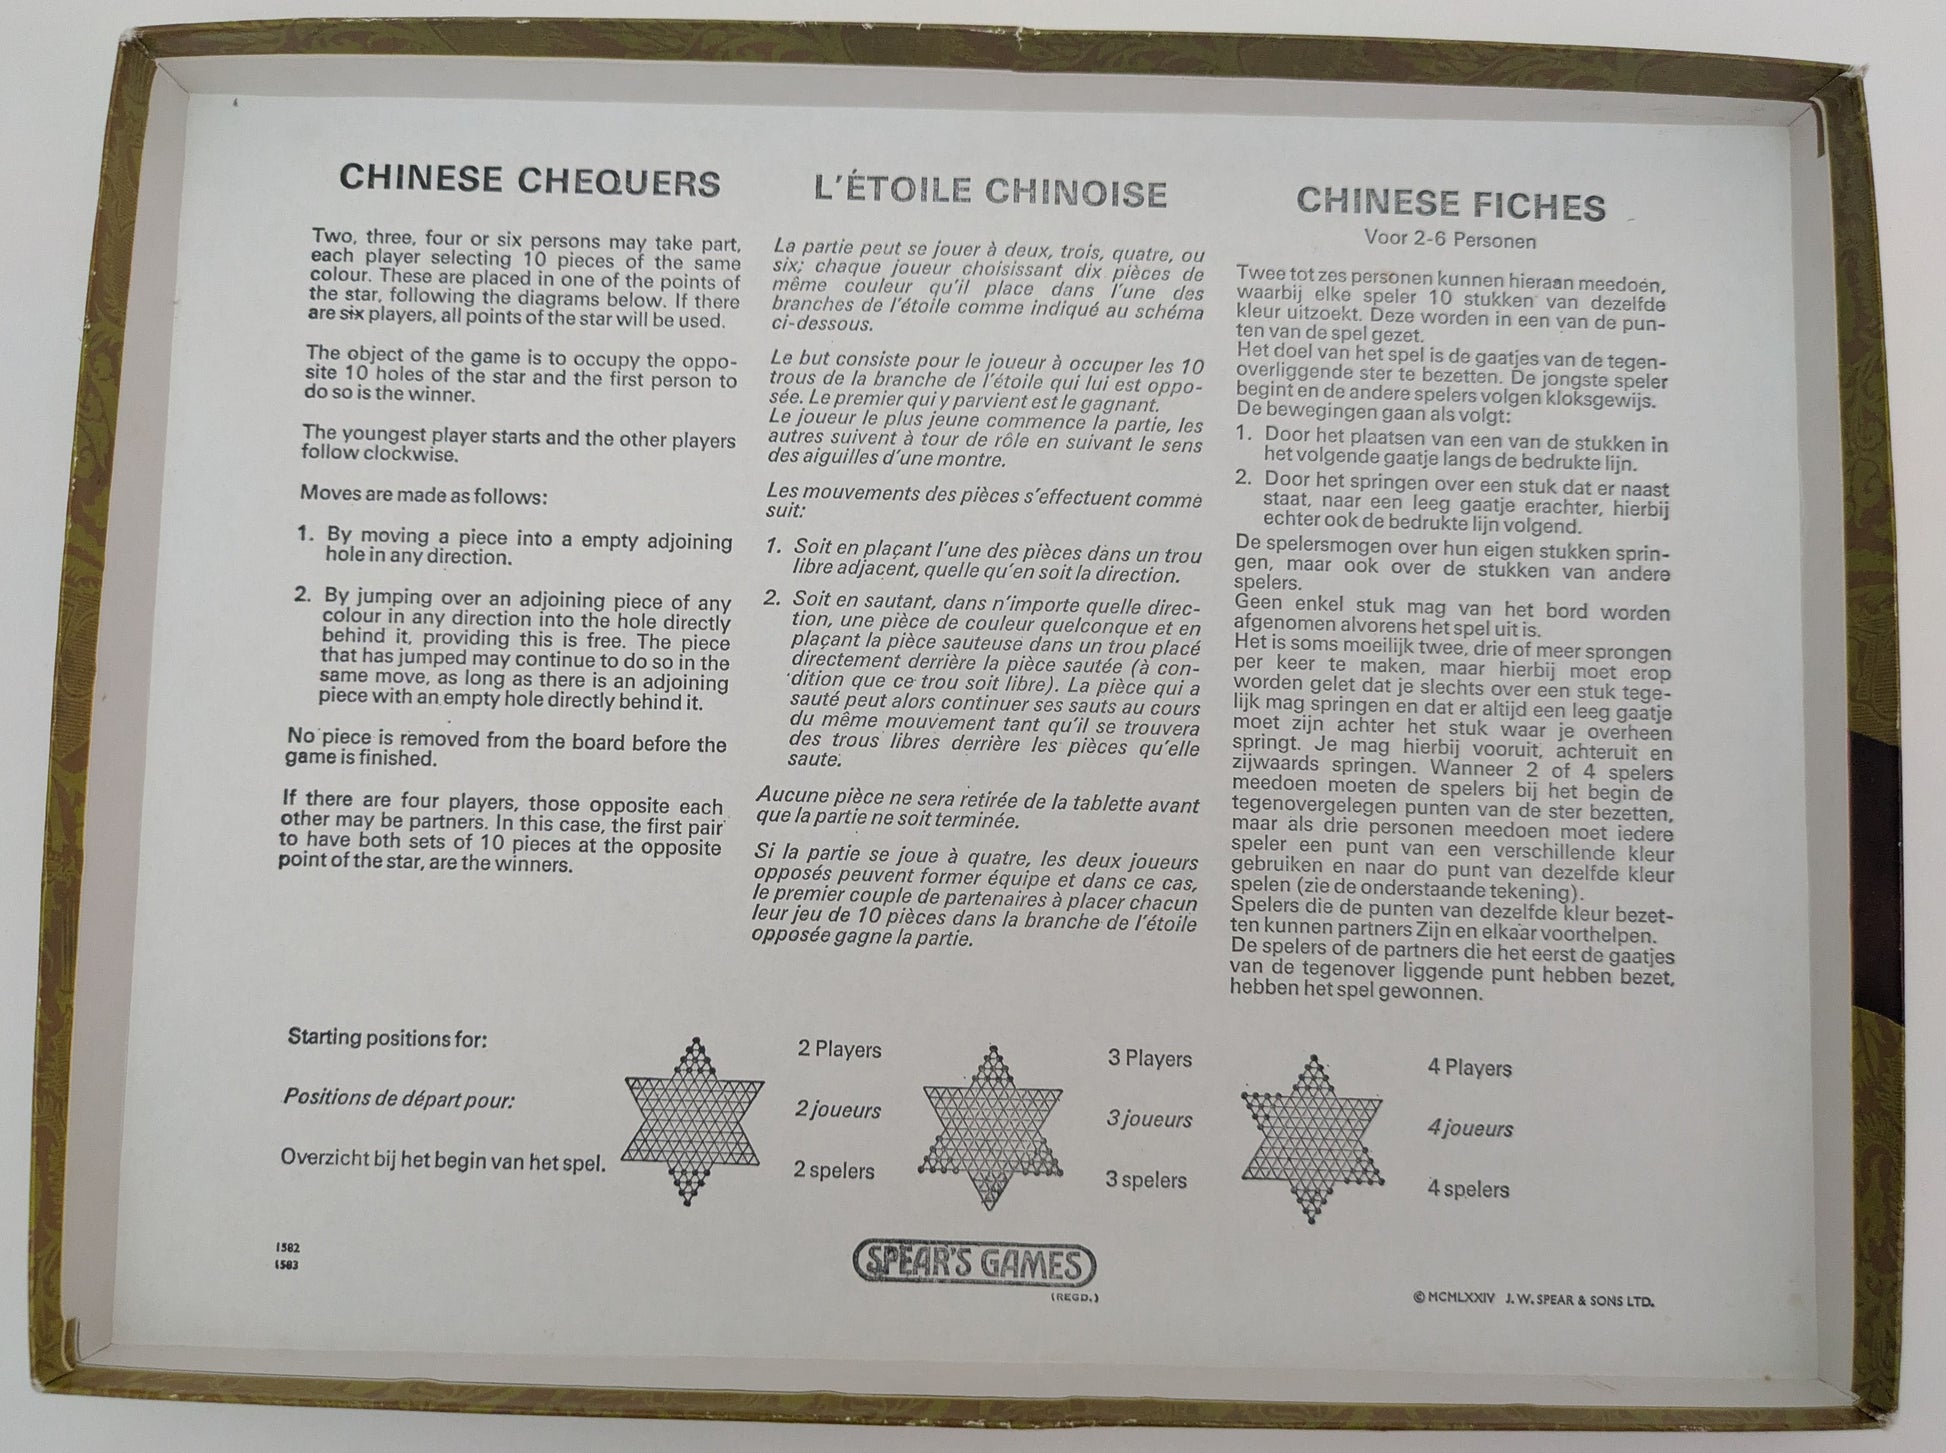 CHINESE CHEQUERS
Two, three, four or six persons may take part,
each player selecting 10 pieces of the same
colour. These are placed in one of the points of
the star, following the diagrams below. If there
are six players, all points of the star will be used.
The object of the game is to occupy the oppo-
site 10 holes of the star and the first person to
do so is the winner.
The youngest player starts and the other players
follow clockwise.
Moves are made as follows:
1. By moving a piece into a empty adjoining
hole in any direction.
2. By jumping over an adjoining piece of any
colour in any direction into the hole directly
behind it, providing this is free. The piece
that has jumped may continue to do so in the
same move, as long as there is an adjoining
piece with an empty hole directly behind it.
No piece is removed from the board before the
game is finished.
If there are four players, those opposite each
other may be partners. In this case, the first pair
to have both sets of 10 pieces at the opposite
point of the star, are the winners.
L'ÉTOILE CHINOISE
La partie peut se jouer à deux, trois, quatre, ou
six; chaque joueur choisissant dix pièces de
même couleur qu'il place dans l'une des
branches de l'étoile comme indiqué au schéma
ci-dessous.
Le but consiste pour le joueur à occuper les 10
trous de la branche de l'étoile qui lui est oppo-
sée. Le premier qui y parvient est le gagnant.
Le joueur le plus jeune commence la partie, les
autres suivent à tour de rôle en suivant le sens
des aiguilles d'une montre.
Les mouvements des pièces s'effectuent comme
suit:
1. Soit en plaçant l'une des pièces dans un trou
libre adjacent, quelle qu'en soit la direction.
2. Soit en sautant, dans n'importe quelle direc-
tion, une pièce de couleur quelconque et en
plaçant la pièce sauteuse dans un trou placé
directement derrière la pièce sautée (à con-
dition que ce trou soit libre). La pièce qui a
sauté peut alors continuer ses sauts au cours
du même mouvement tant qu'il se trouvera
des trous libres derrière les pièces qu'elle
saute.
Aucune pièce ne sera retirée de la tablette avant
que la partie ne soit terminée.
Si la partie se joue à quatre, les deux joueurs
opposés peuvent former équipe et dans ce cas,
le premier couple de partenaires à placer chacun
leur jeu de 10 pièces dans la branche de l'étoile
opposée gagne la partie.
CHINESE FICHES
Voor 2-6 Personen
Twee tot zes personen kunnen hieraan meedoen,
waarbij elke speler 10 stukken van dezelfde
kleur uitzoekt. Deze worden in een van de pun-
ten van de spel gezet.
Het doel van het spel is de gaatjes van de tegen-
overliggende ster te bezetten. De jongste speler
begint en de andere spelers volgen kloksgewijs.
De bewegingen gaan als volgt:
1. Door het plaatsen van een van de stukken in
het volgende gaatje langs de bedrukte lijn.
2. Door het springen over een stuk dat er naast
staat, naar een leeg gaatje erachter, hierbij
echter ook de bedrukte lijn volgend.
De spelersmogen over hun eigen stukken sprin-
gen, maar ook over de stukken van andere
spelers.
Geen enkel stuk mag van het bord worden
afgenomen alvorens het spel uit is.
Het is soms moeilijk twee, drie of meer sprongen
per keer te maken, maar hierbij moet erop
worden gelet dat je slechts over een stuk tege-
lijk mag springen en dat er altijd een leeg gaatje
moet zijn achter het stuk waar je overheen
springt. Je mag hierbij vooruit, achteruit en
zijwaards springen. Wanneer 2 of 4 spelers
meedoen moeten de spelers bij het begin de
tegenovergelegen punten van de ster bezetten,
maar als drie personen meedoen moet iedere
speler een punt van een verschillende kleur
gebruiken en naar do punt van dezelfde kleur
spelen (zie de onderstaande tekening).
Spelers die de punten van dezelfde kleur bezet-
ten kunnen partners Zijn en elkaar voorthelpen.
De spelers of de partners die het eerst de gaatjes
van de tegenover liggende punt hebben bezet,
hebben het spel gewonnen.
Starting positions for:
Positions de départ pour:
Overzicht bij het begin van het spel.
2 Players
2 joueurs
2 spelers
3 Players
3 joueurs
3 spelers
4 Players
4 joueurs
4 spelers
1582
1583
SPEAR'S GAMES
(REGD.)
© MCMLXXIV J. W. SPEAR & SONS LTD.